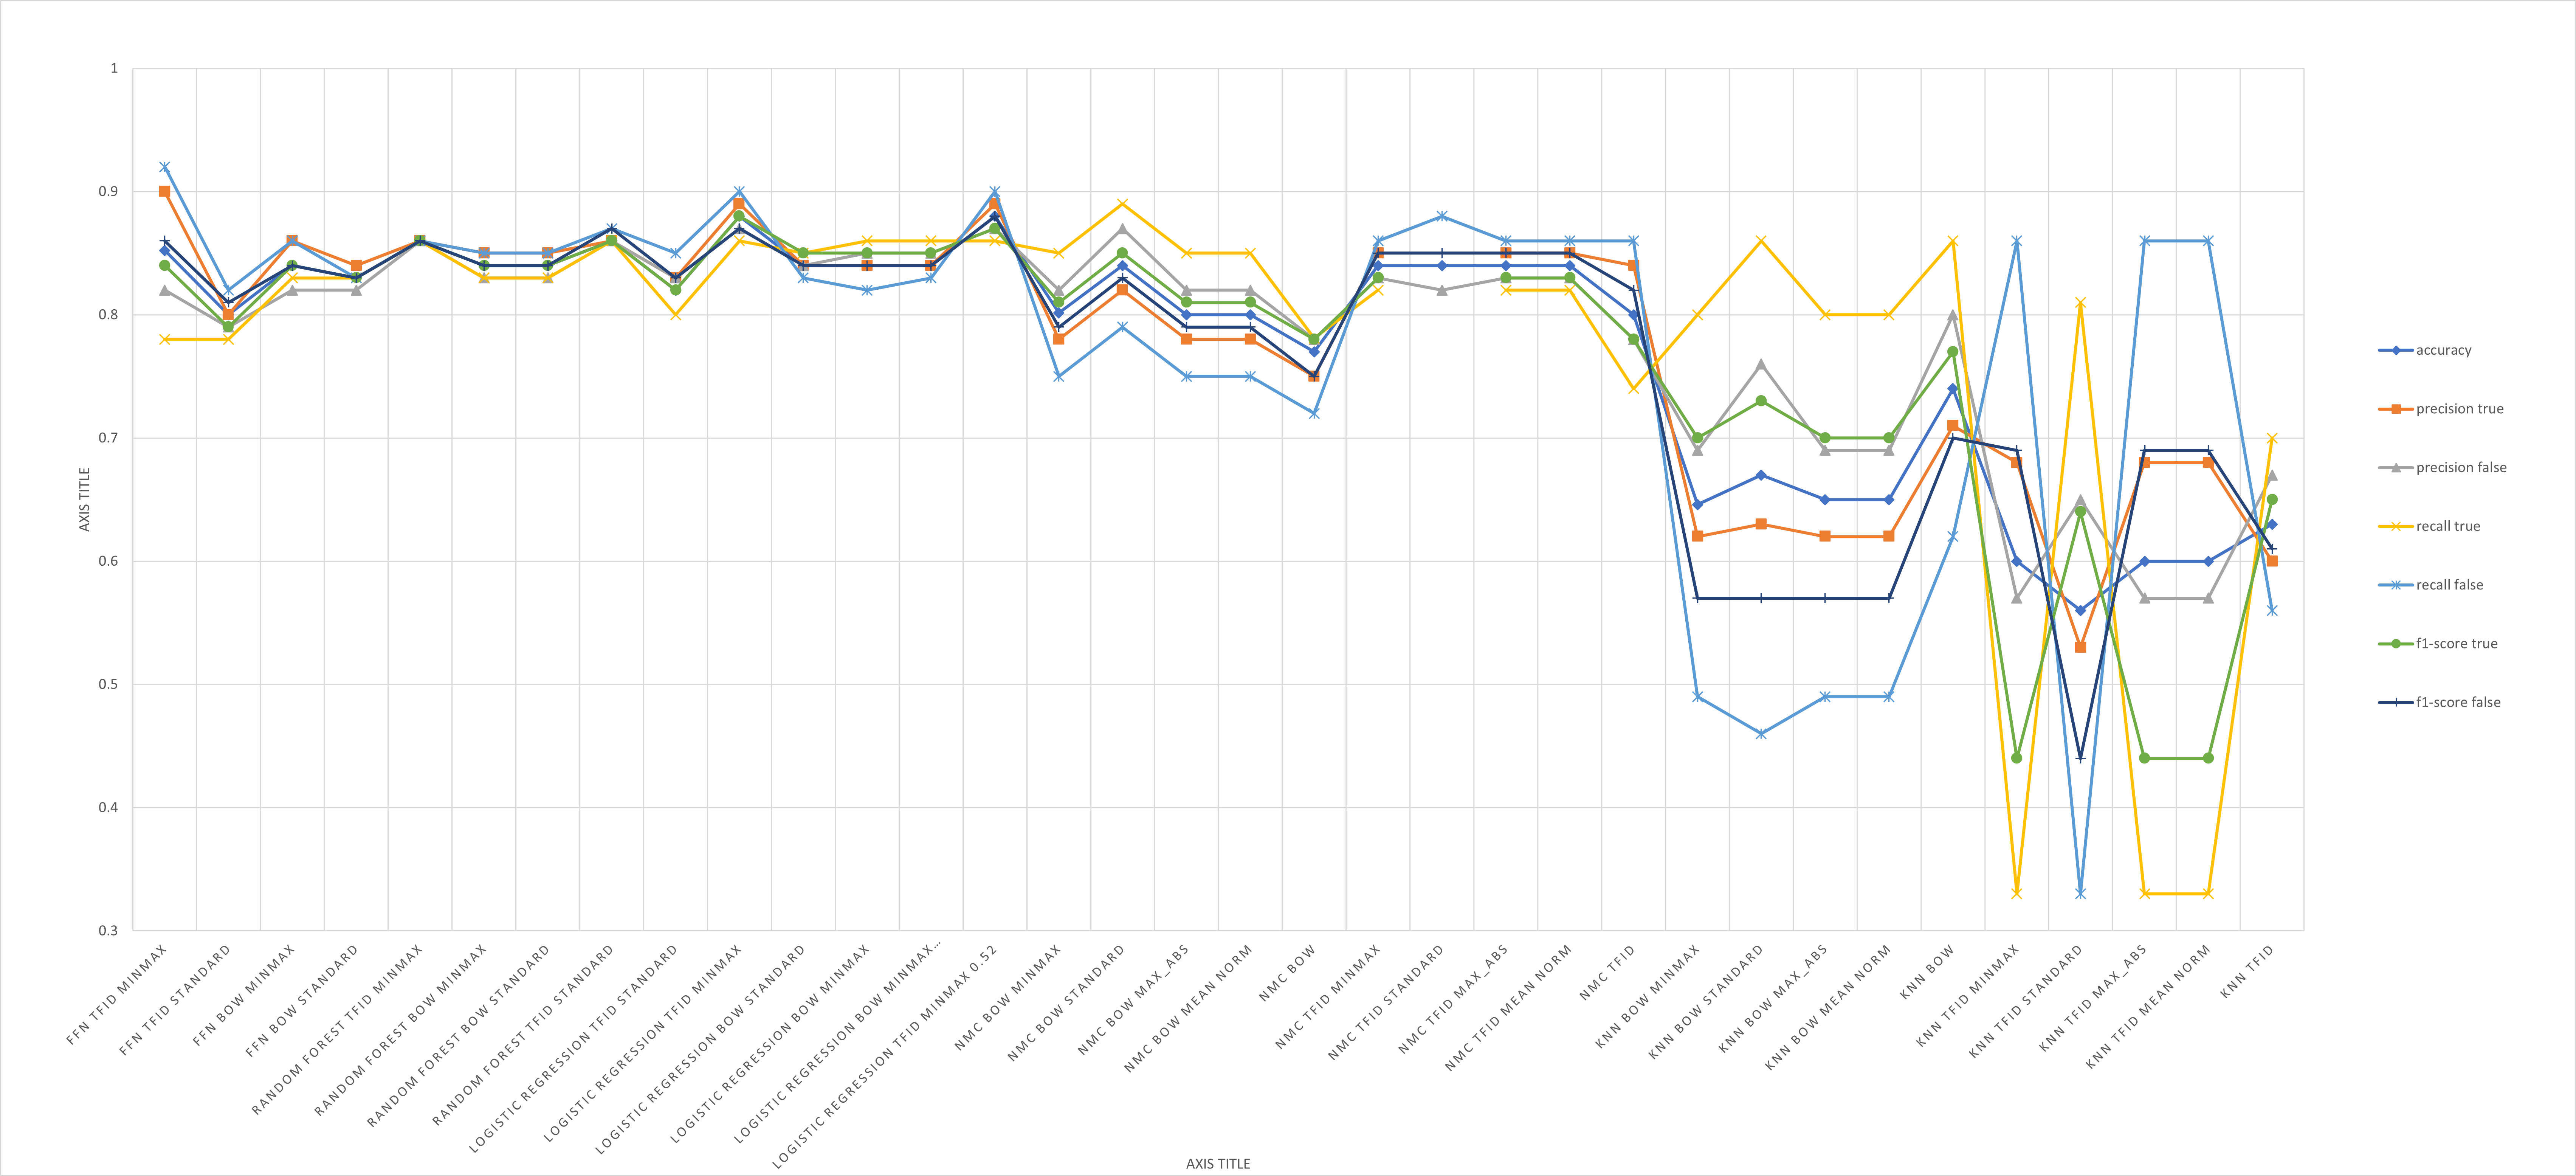 1
0.9
0.8
0.7
0.6
0.5
0.4
0.3
AXIS TITLE
FFN TFID MINMAX
FFN TFID STANDARD
FFN BOW MINMAX
FFN BOW STANDARD
RANDOM FOREST TFID MINMAX
RANDOM FOREST BOW MINMAX
RANDOM FOREST BOW STANDARD
RANDOM FOREST TFID STANDARD
LOGISTIC REGRESSION TFID STANDARD
LOGISTIC REGRESSION TFID MINMAX
LOGISTIC REGRESSION BOW STANDARD
LOGISTIC REGRESSION BOW MINMAX
LOGISTIC REGRESSION BOW MINMAX...
LOGISTIC REGRESSION TFID MINMAX 0.52
NMC BOW MINMAX
NMC BOW STANDARD
NMC BOW MAX_ABS
NMC BOW MEAN NORM
NMC BOW
NMC TFID MINMAX
NMC TFID STANDARD
NMC TFID MAX_ABS
NMC TFID MEAN NORM
NMC TFID
KNN BOW MINMAX
KNN BOW STANDARD
KNN BOW MAX_ABS
KNN BOW MEAN NORM
KNN BOW
KNN TFID MINMAX
KNN TFID STANDARD
KNN TFID MAX_ABS
KNN TFID MEAN NORM
KNN TFID
AXIS TITLE
accuracy
precision true
precision false
recall true
recall false
f1-score true
f1-score false